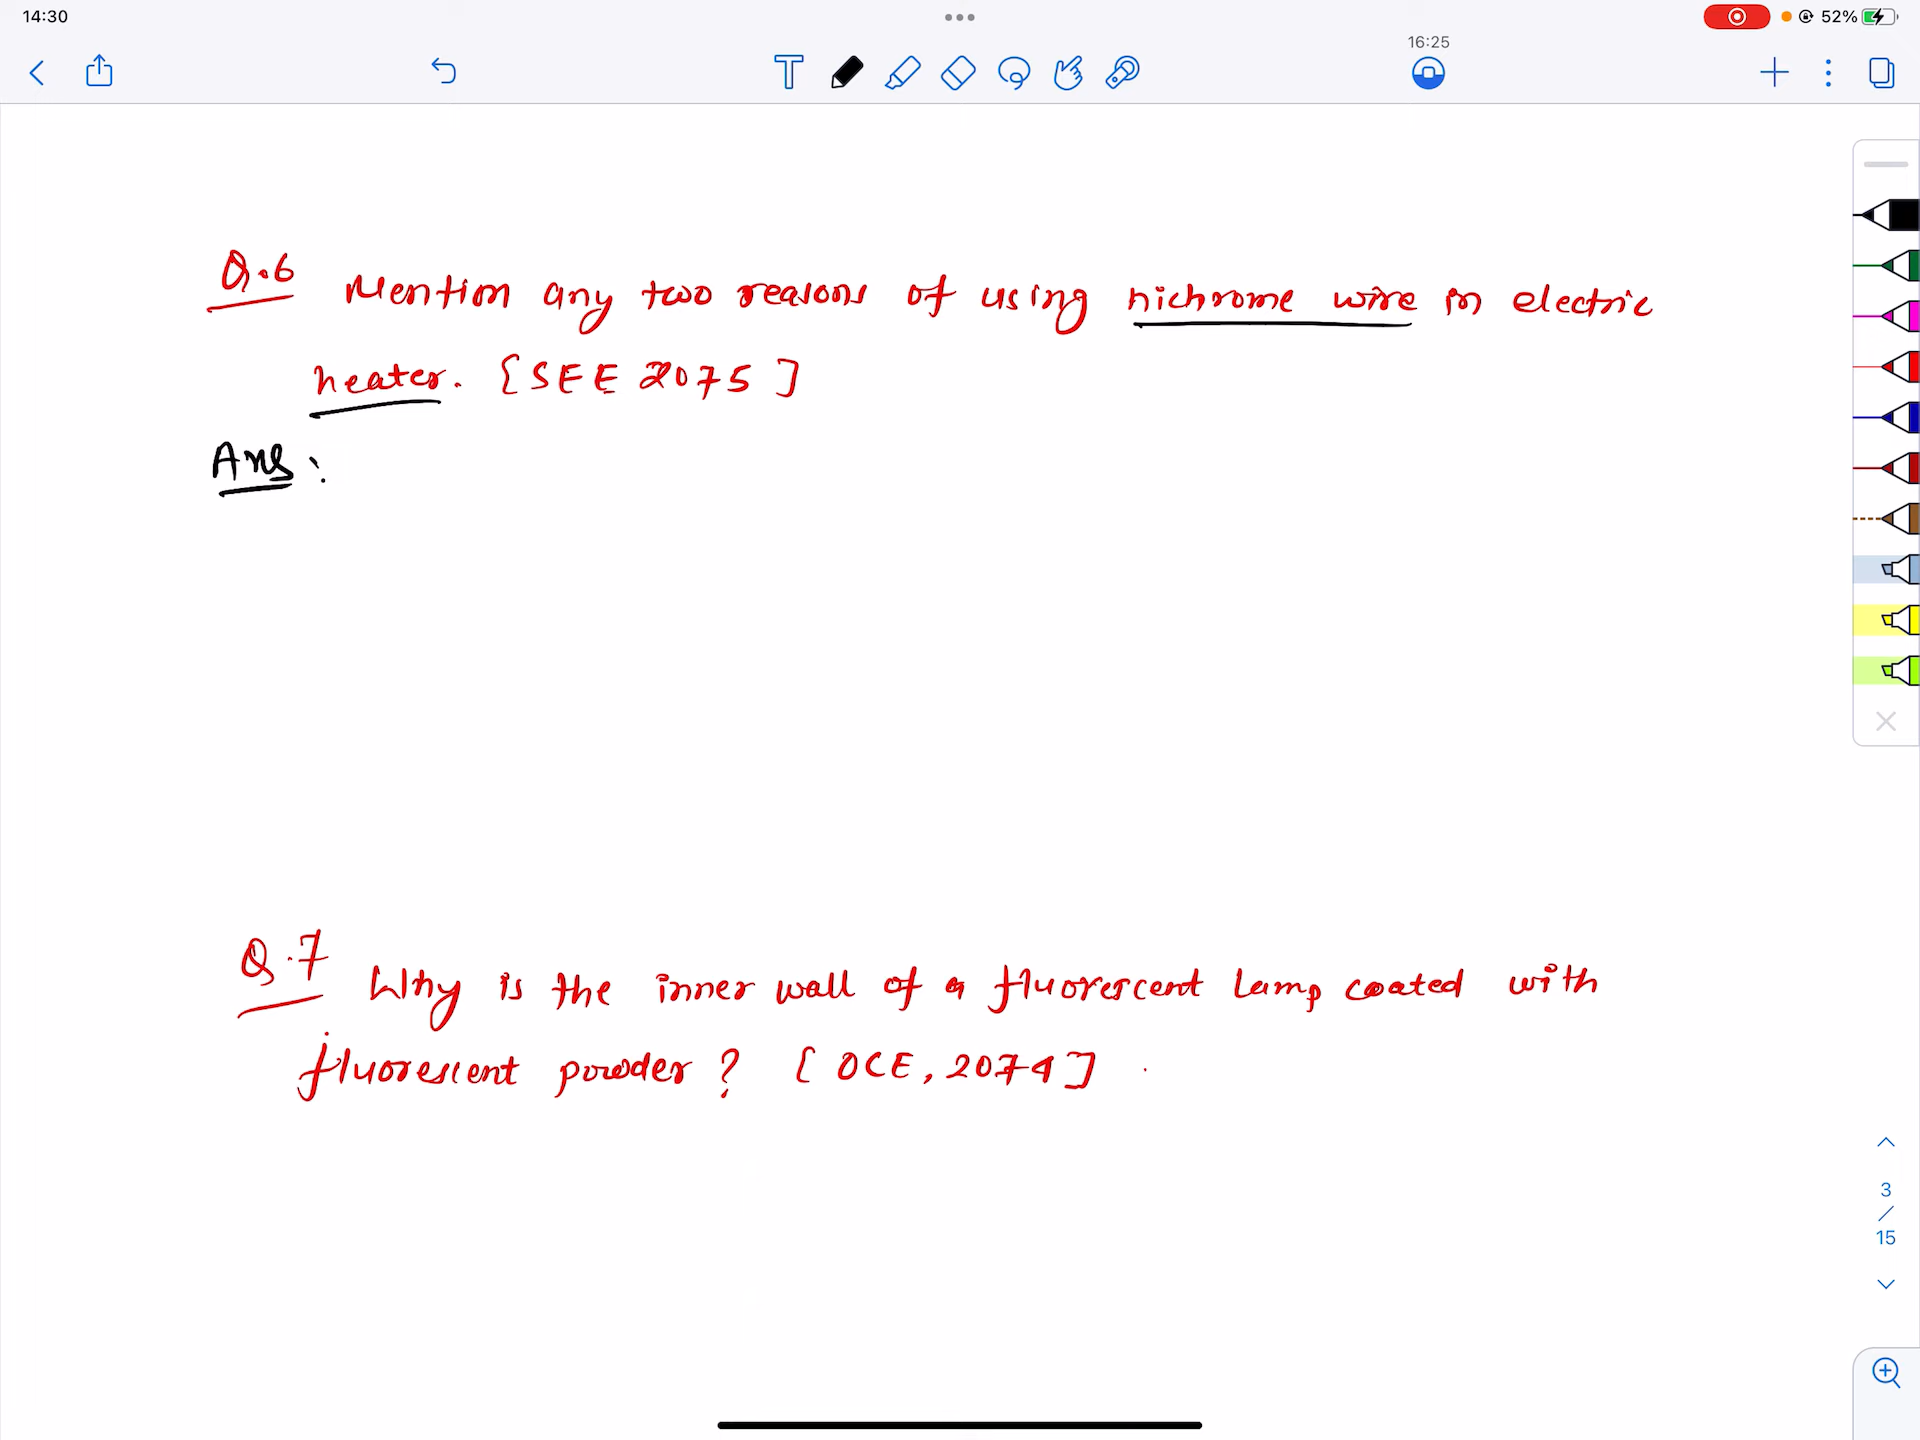 14:30
52%
16:25
Q.6 Mention any two reasons of using nichrome wire in electric
heater. [SEE 2075]
Ans:
Q.7 Why is the inner wall of a fluorescent lamp coated with
fluorescent powder? [OCE, 2074]
3
/
15